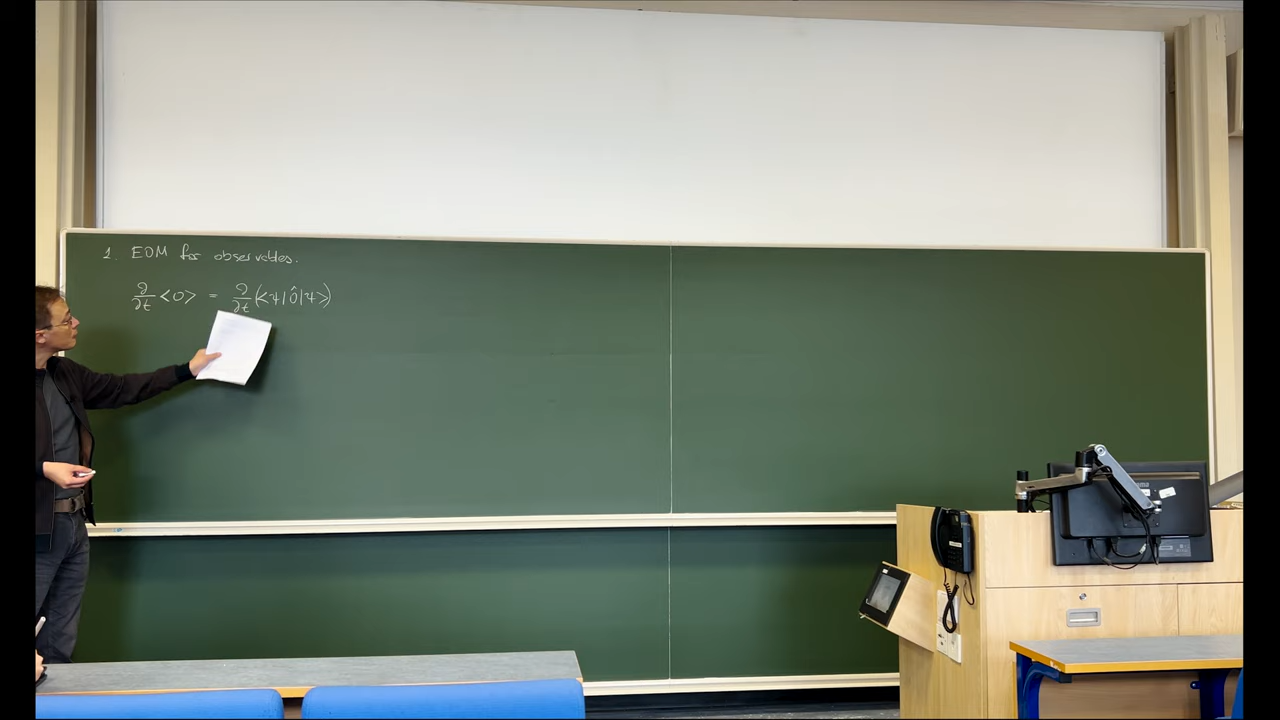 1. EOM for observables.
∂/∂t <O> = ∂/∂t (<ψ|Ô|ψ>)